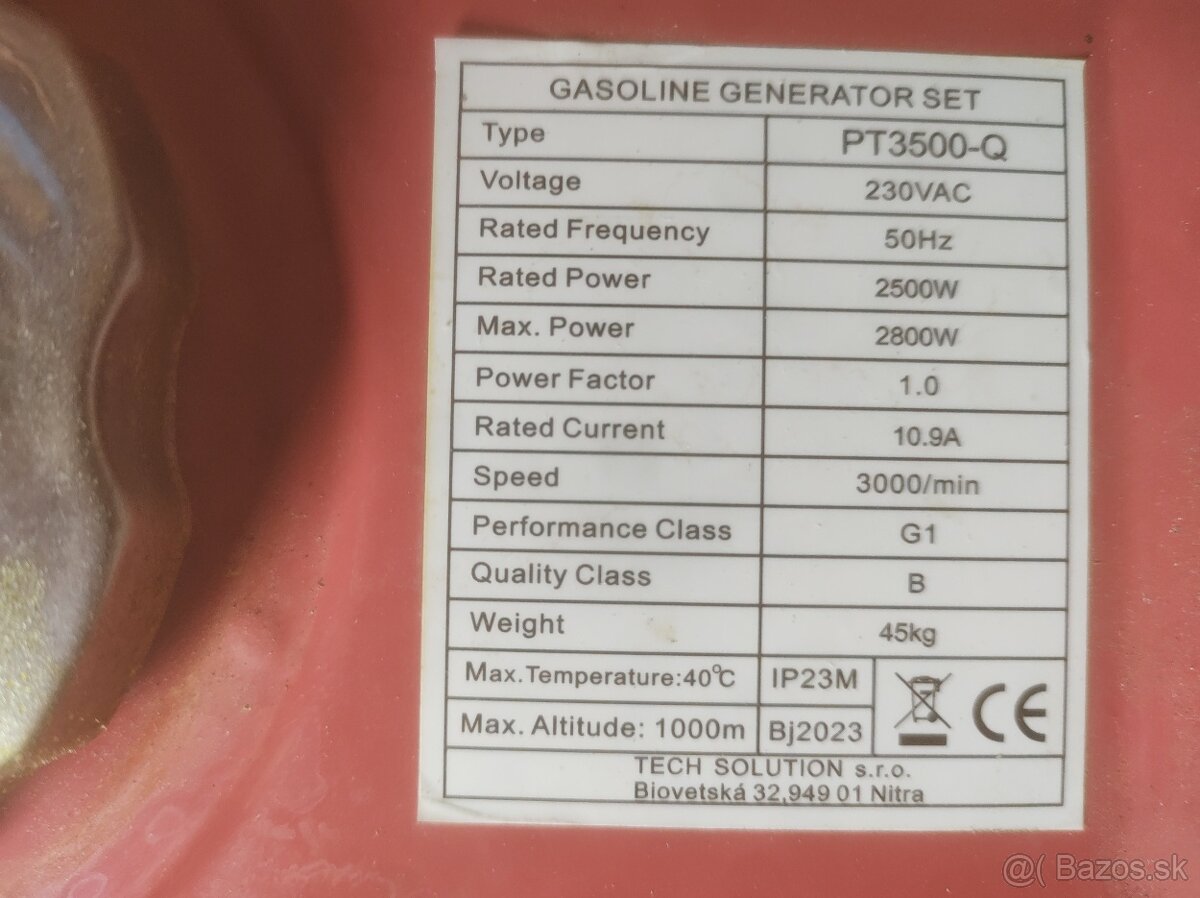 GASOLINE GENERATOR SET
Type PT3500-Q
Voltage 230VAC
Rated Frequency 50Hz
Rated Power 2500W
Max. Power 2800W
Power Factor 1.0
Rated Current 10.9A
Speed 3000/min
Performance Class G1
Quality Class B
Weight 45kg
Max.Temperature:40°C IP23M
Max. Altitude: 1000m Bj2023
CE
TECH SOLUTION s.r.o.
Biovetská 32,949 01 Nitra
@( Bazos.sk